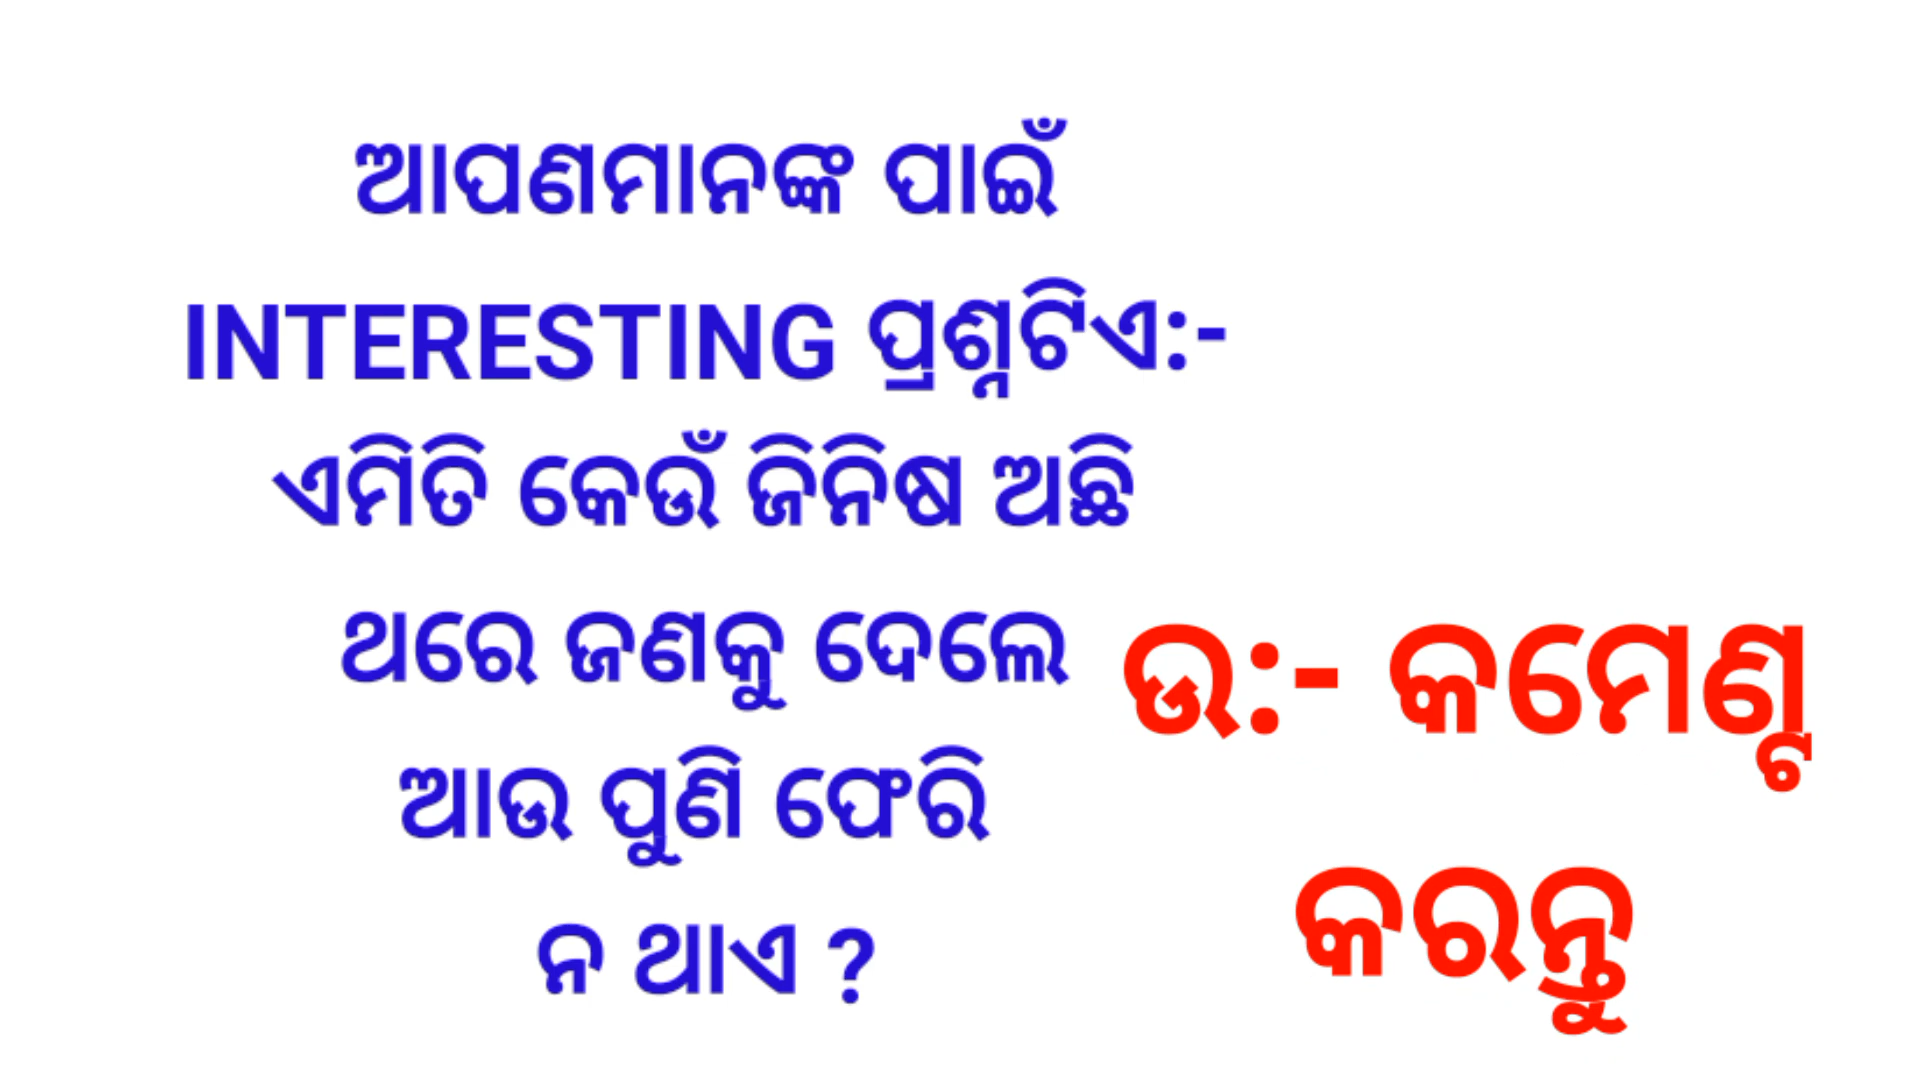 ଆପଣମାନଙ୍କ ପାଇଁ
INTERESTING ପ୍ରଶ୍ନଟିଏ:-
ଏମିତି କେଉଁ ଜିନିଷ ଅଛି
ଥରେ ଜଣକୁ ଦେଲେ
ଆଉ ପୁଣି ଫେରି
ନ ଥାଏ ?
ଉ:- କମେଣ୍ଟ
କରନ୍ତୁ